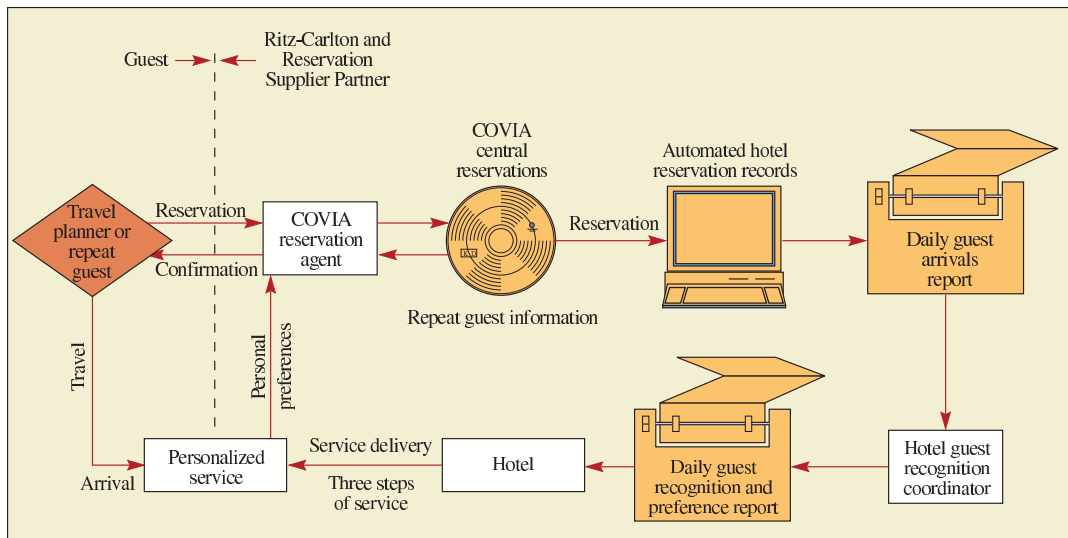 Guest
Ritz-Carlton and
Reservation
Supplier Partner
COVIA
central
reservations
Automated hotel
reservation records
Travel
planner or
repeat
guest
Reservation
Confirmation
COVIA
reservation
agent
Reservation
Daily guest
arrivals
report
Repeat guest information
Travel
Personal
preferences
Arrival
Personalized
service
Service delivery
Three steps
of service
Hotel
Daily guest
recognition and
preference report
Hotel guest
recognition
coordinator